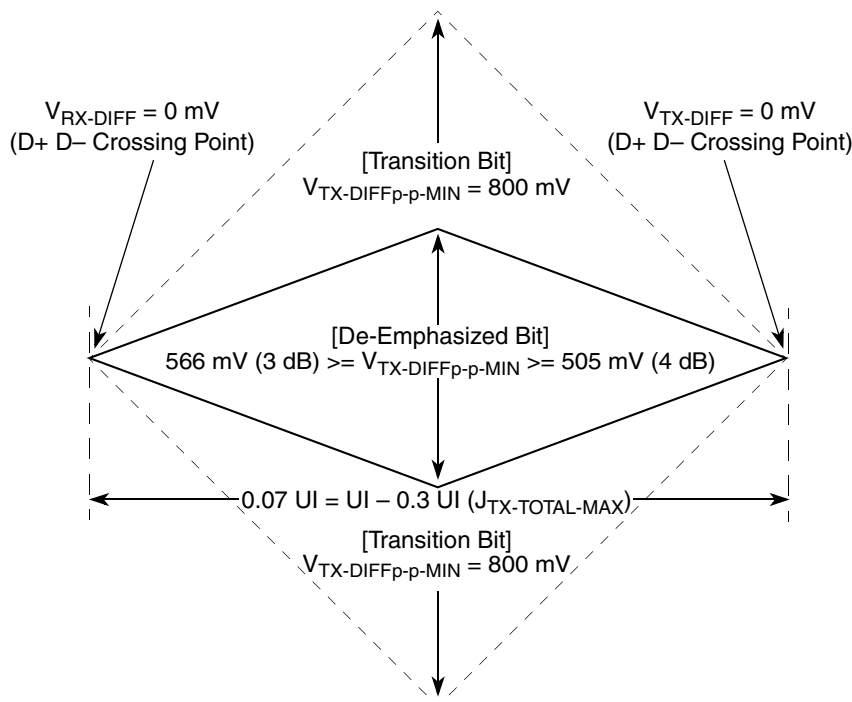 V_RX-DIFF = 0 mV
(D+ D– Crossing Point)
V_TX-DIFF = 0 mV
(D+ D– Crossing Point)
[Transition Bit]
V_TX-DIFFp-p-MIN = 800 mV
[De-Emphasized Bit]
566 mV (3 dB) >= V_TX-DIFFp-p-MIN >= 505 mV (4 dB)
0.07 UI = UI – 0.3 UI (J_TX-TOTAL-MAX)
[Transition Bit]
V_TX-DIFFp-p-MIN = 800 mV